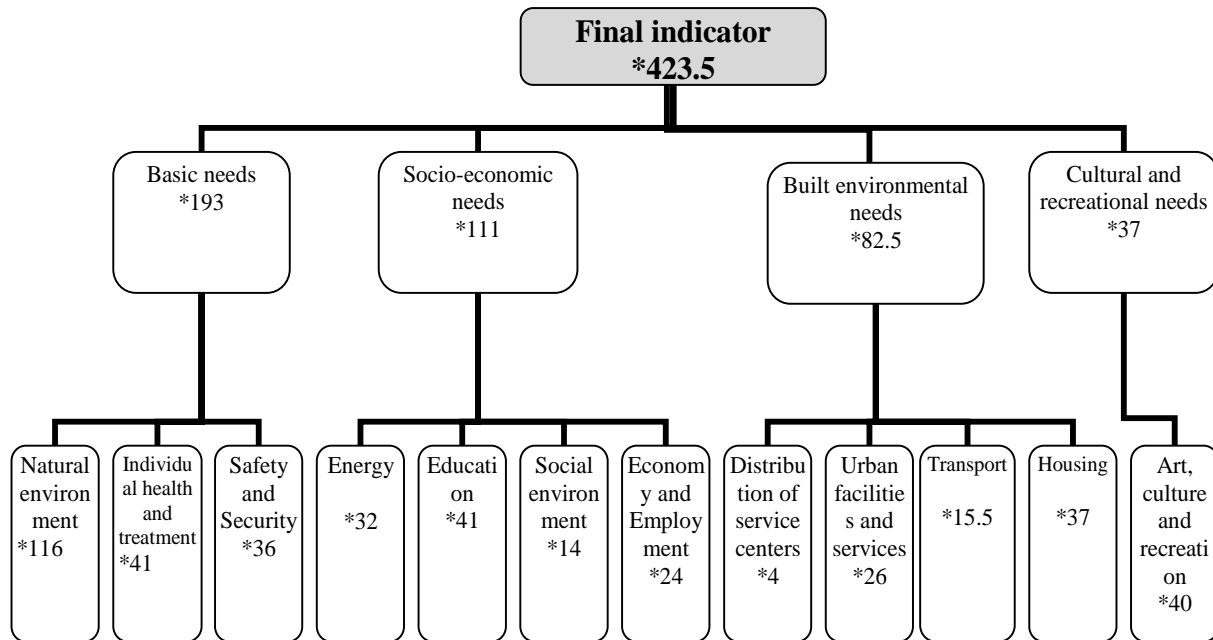 Final indicator
*423.5
Basic needs
*193
Socio-economic
needs
*111
Built environmental
needs
*82.5
Cultural and
recreational needs
*37
Natural
environ
ment
*116
Individu
al health
and
treatment
*41
Safety
and
Security
*36
Energy
*32
Educati
on
*41
Social
environ
ment
*14
Econom
y and
Employ
ment
*24
Distribu
tion of
service
centers
*4
Urban
facilitie
s and
services
*26
Transport
*15.5
Housing
*37
Art,
culture
and
recreati
on
*40